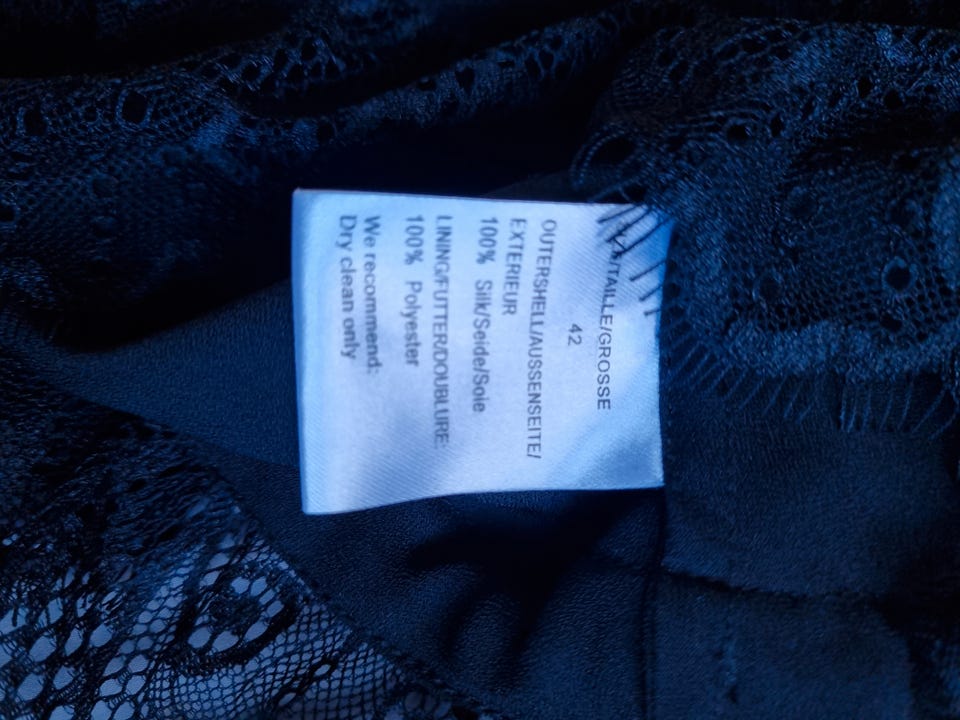 /TAILLE/GROSSE
42
OUTERSHELL/AUSSENSEITE/
EXTERIEUR
100% Silk/Seide/Soie
LINING/FUTTER/DOUBLURE:
100% Polyester
We recommend:
Dry clean only